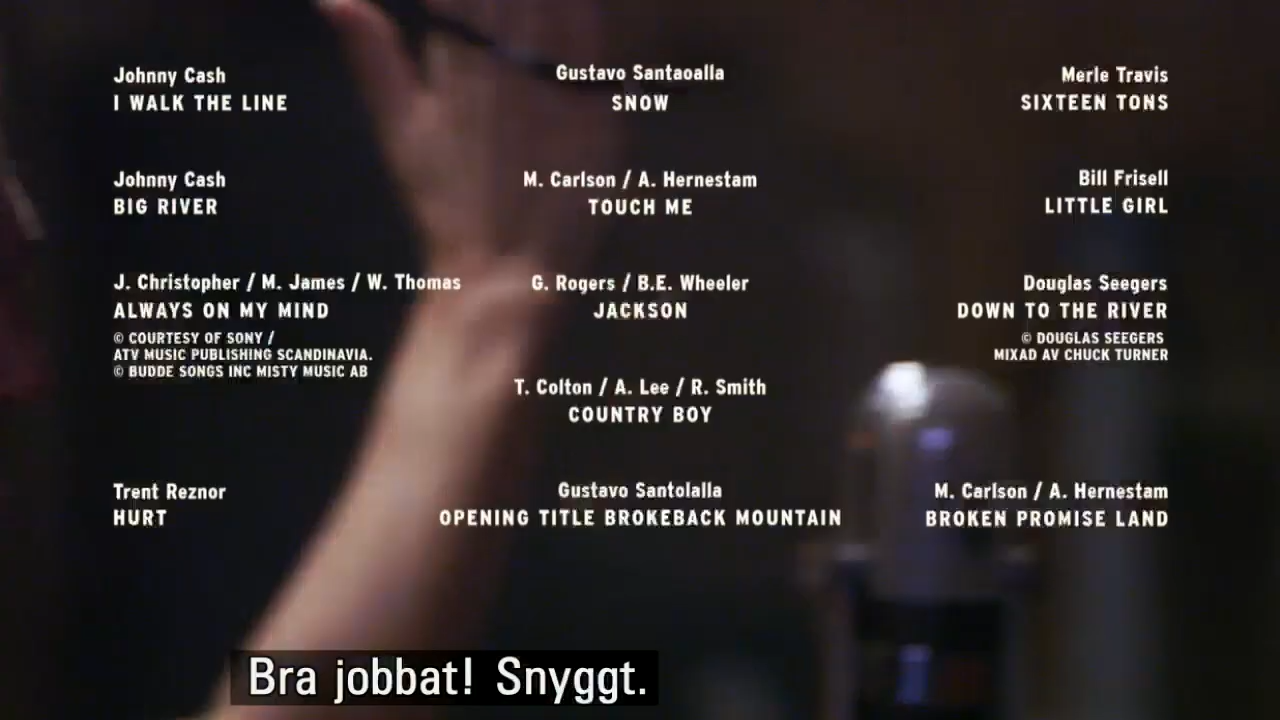 Johnny Cash
I WALK THE LINE
Gustavo Santaoalla
SNOW
Merle Travis
SIXTEEN TONS
Johnny Cash
BIG RIVER
M. Carlson / A. Hernestam
TOUCH ME
Bill Frisell
LITTLE GIRL
J. Christopher / M. James / W. Thomas
ALWAYS ON MY MIND
© COURTESY OF SONY /
ATV MUSIC PUBLISHING SCANDINAVIA.
© BUDDE SONGS INC MISTY MUSIC AB
G. Rogers / B.E. Wheeler
JACKSON
Douglas Seegers
DOWN TO THE RIVER
© DOUGLAS SEEGERS
MIXAD AV CHUCK TURNER
T. Colton / A. Lee / R. Smith
COUNTRY BOY
Trent Reznor
HURT
Gustavo Santolalla
OPENING TITLE BROKEBACK MOUNTAIN
M. Carlson / A. Hernestam
BROKEN PROMISE LAND
Bra jobbat! Snyggt.